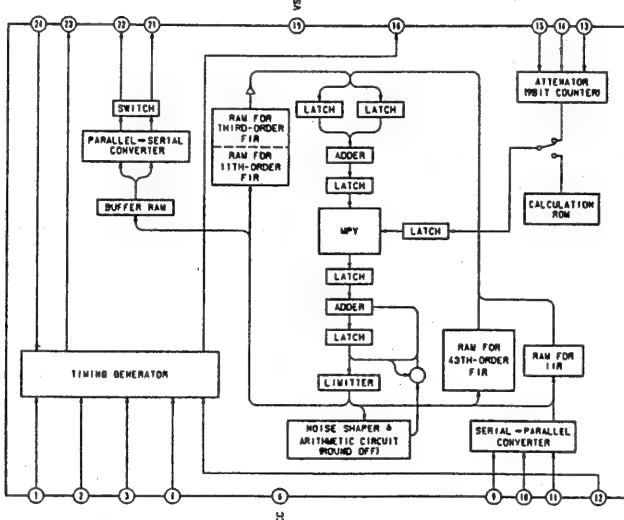 24
23
22
21
19
16
15
14
13
SWITCH
PARALLEL-SERIAL
CONVERTER
BUFFER RAM
RAM FOR
THIRD-ORDER
FIR
RAM FOR
11TH-ORDER
FIR
LATCH
LATCH
ADDER
LATCH
MPY
LATCH
LATCH
ADDER
LATCH
LIMITTER
NOISE SHAPER &
ARITHMETIC CIRCUIT
(ROUND OFF)
ATTENATOR
(9BIT COUNTER)
CALCULATION
ROM
RAM FOR
43TH-ORDER
FIR
RAM FOR
IIR
SERIAL-PARALLEL
CONVERTER
TIMING GENERATOR
1
2
3
4
6
9
10
11
12